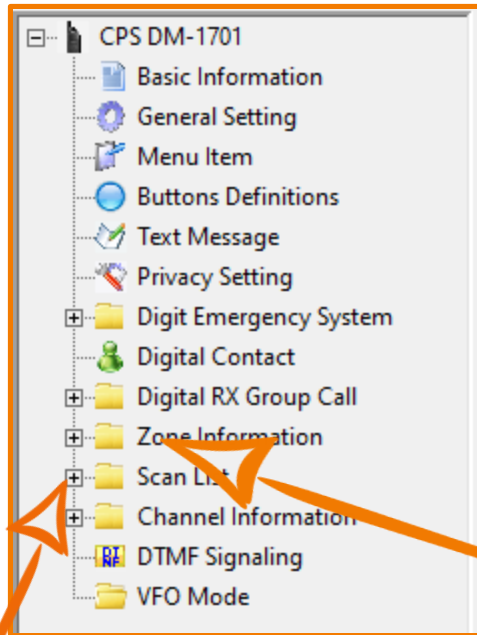 CPS DM-1701
Basic Information
General Setting
Menu Item
Buttons Definitions
Text Message
Privacy Setting
Digit Emergency System
Digital Contact
Digital RX Group Call
Zone Information
Scan List
Channel Information
DTMF Signaling
VFO Mode